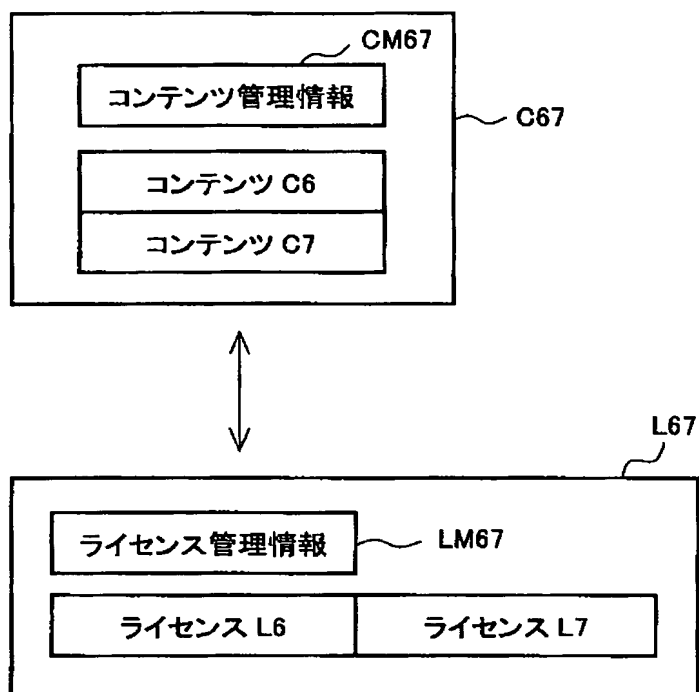 CM67
コンテンツ管理情報
C67
コンテンツ C6
コンテンツ C7
L67
ライセンス管理情報
LM67
ライセンス L6
ライセンス L7